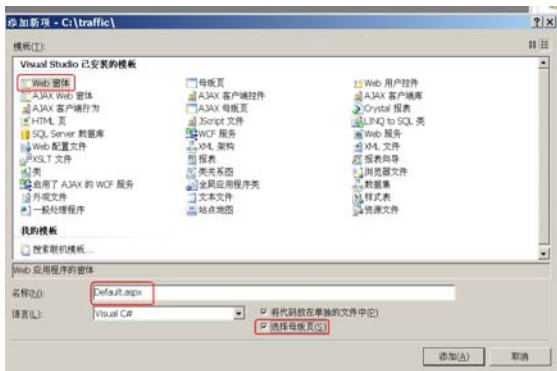 添加新项 - C:\traffic\
模板(T):
Visual Studio 已安装的模板
Web 窗体
母版页
Web 用户控件
AJAX Web 窗体
AJAX 客户端控件
AJAX 客户端库
AJAX 客户端行为
AJAX 母版页
Crystal 报表
HTML 页
JScript 文件
LINQ to SQL 类
SQL Server 数据库
WCF 服务
Web 服务
Web 配置文件
XML 架构
XML 文件
XSLT 文件
报表
报表向导
类
类关系图
浏览器文件
启用了 AJAX 的 WCF 服务
全局应用程序类
数据集
外观文件
文本文件
样式表
一般处理程序
站点地图
资源文件
我的模板
搜索联机模板...
Web 应用程序的窗体
名称(N):
Default.aspx
语言(L):
Visual C#
将代码放在单独的文件中(P)
选择母版页(S)
添加(A)
取消